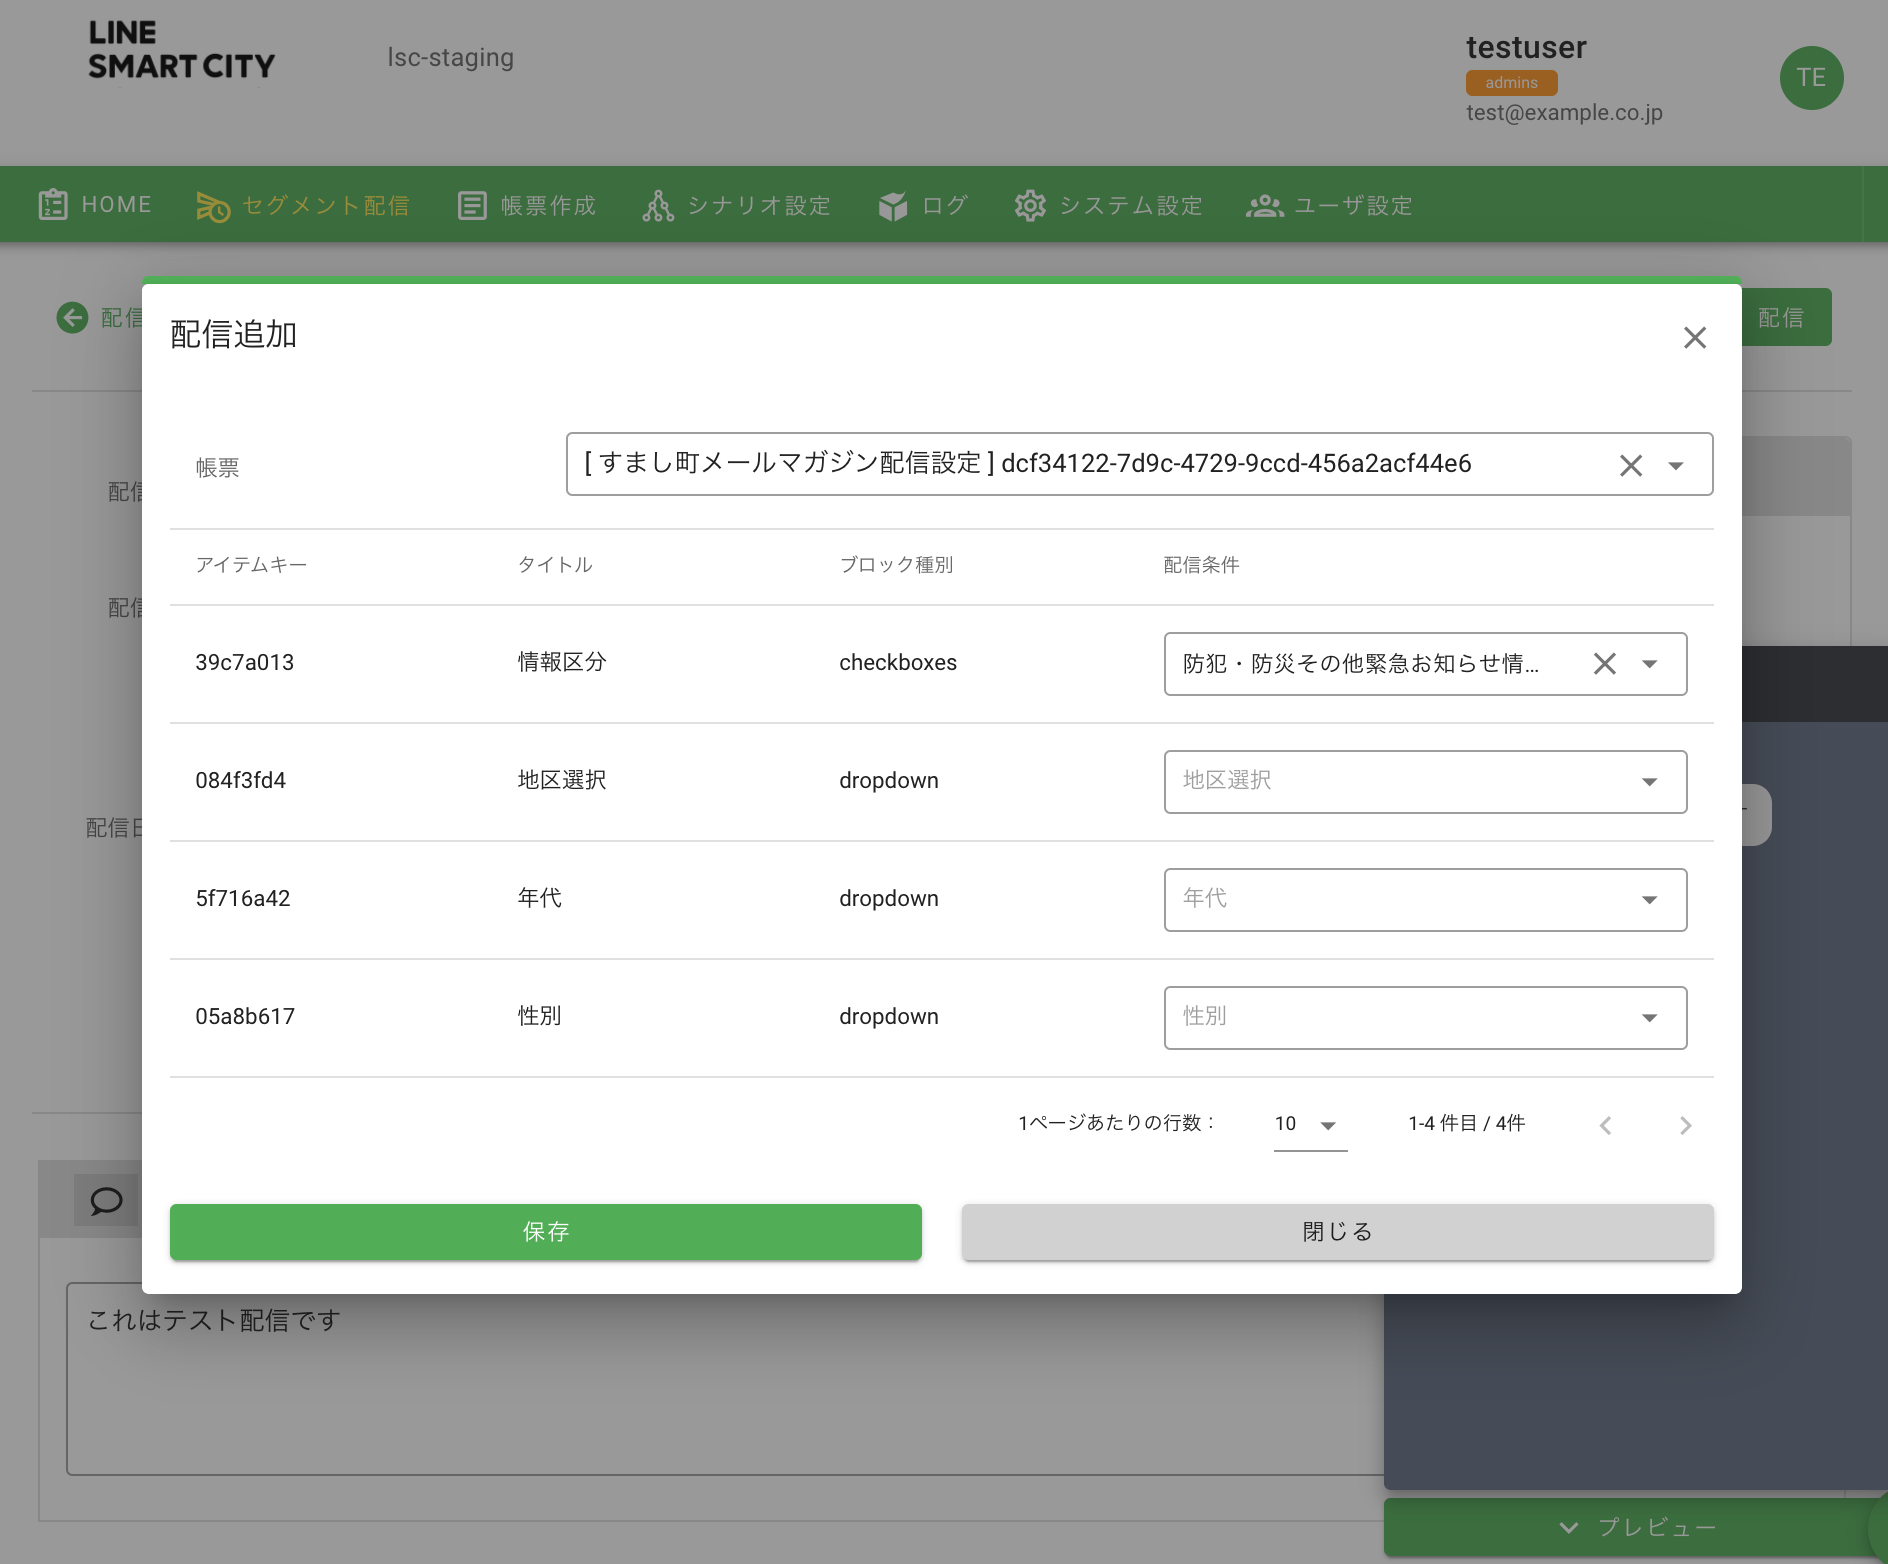 LINE
SMART CITY
lsc-staging
testuser
admins
test@example.co.jp
TE
HOME
セグメント配信
帳票作成
シナリオ設定
ログ
システム設定
ユーザ設定
配信
配信
配信追加
帳票
[ すまし町メールマガジン配信設定 ] dcf34122-7d9c-4729-9ccd-456a2acf44e6
配信
アイテムキー
タイトル
ブロック種別
配信条件
配信
39c7a013
情報区分
checkboxes
防犯・防災その他緊急お知らせ情...
084f3fd4
地区選択
dropdown
地区選択
配信日
5f716a42
年代
dropdown
年代
05a8b617
性別
dropdown
性別
1ページあたりの行数：
10
1-4 件目 / 4件
保存
閉じる
これはテスト配信です
プレビュー